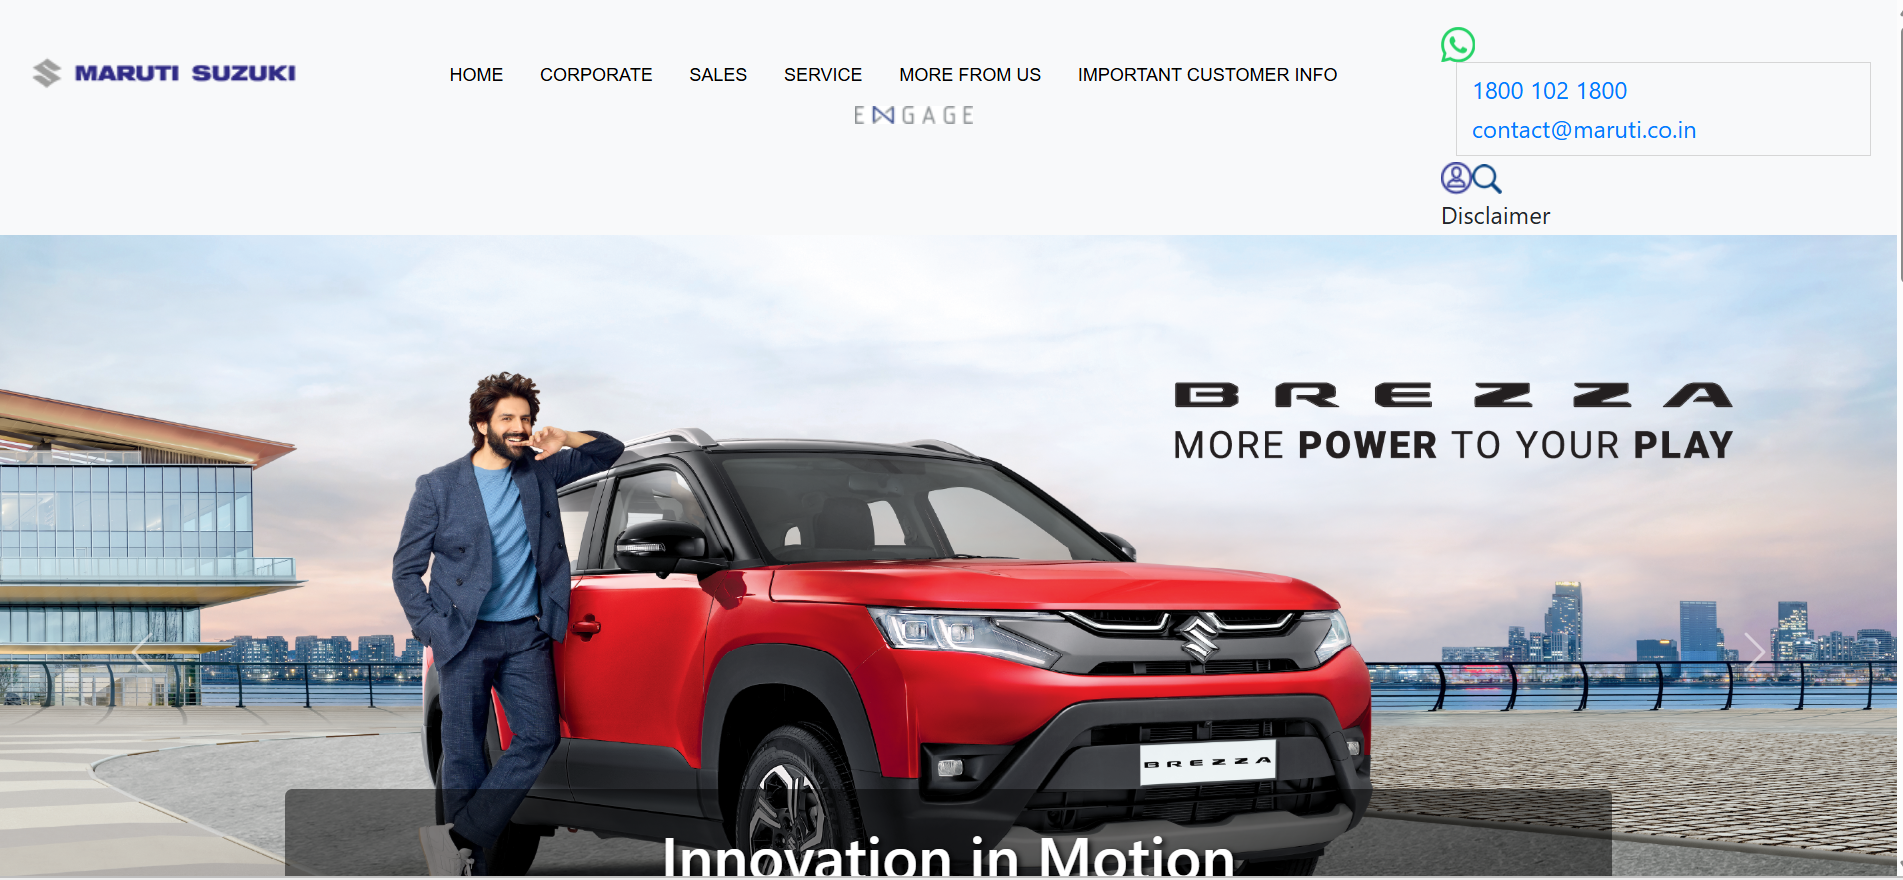 MARUTI SUZUKI
HOME CORPORATE SALES SERVICE MORE FROM US IMPORTANT CUSTOMER INFO
ENGAGE
1800 102 1800
contact@maruti.co.in
Disclaimer
BREZZA
MORE POWER TO YOUR PLAY
BREZZA
Innovation in Motion